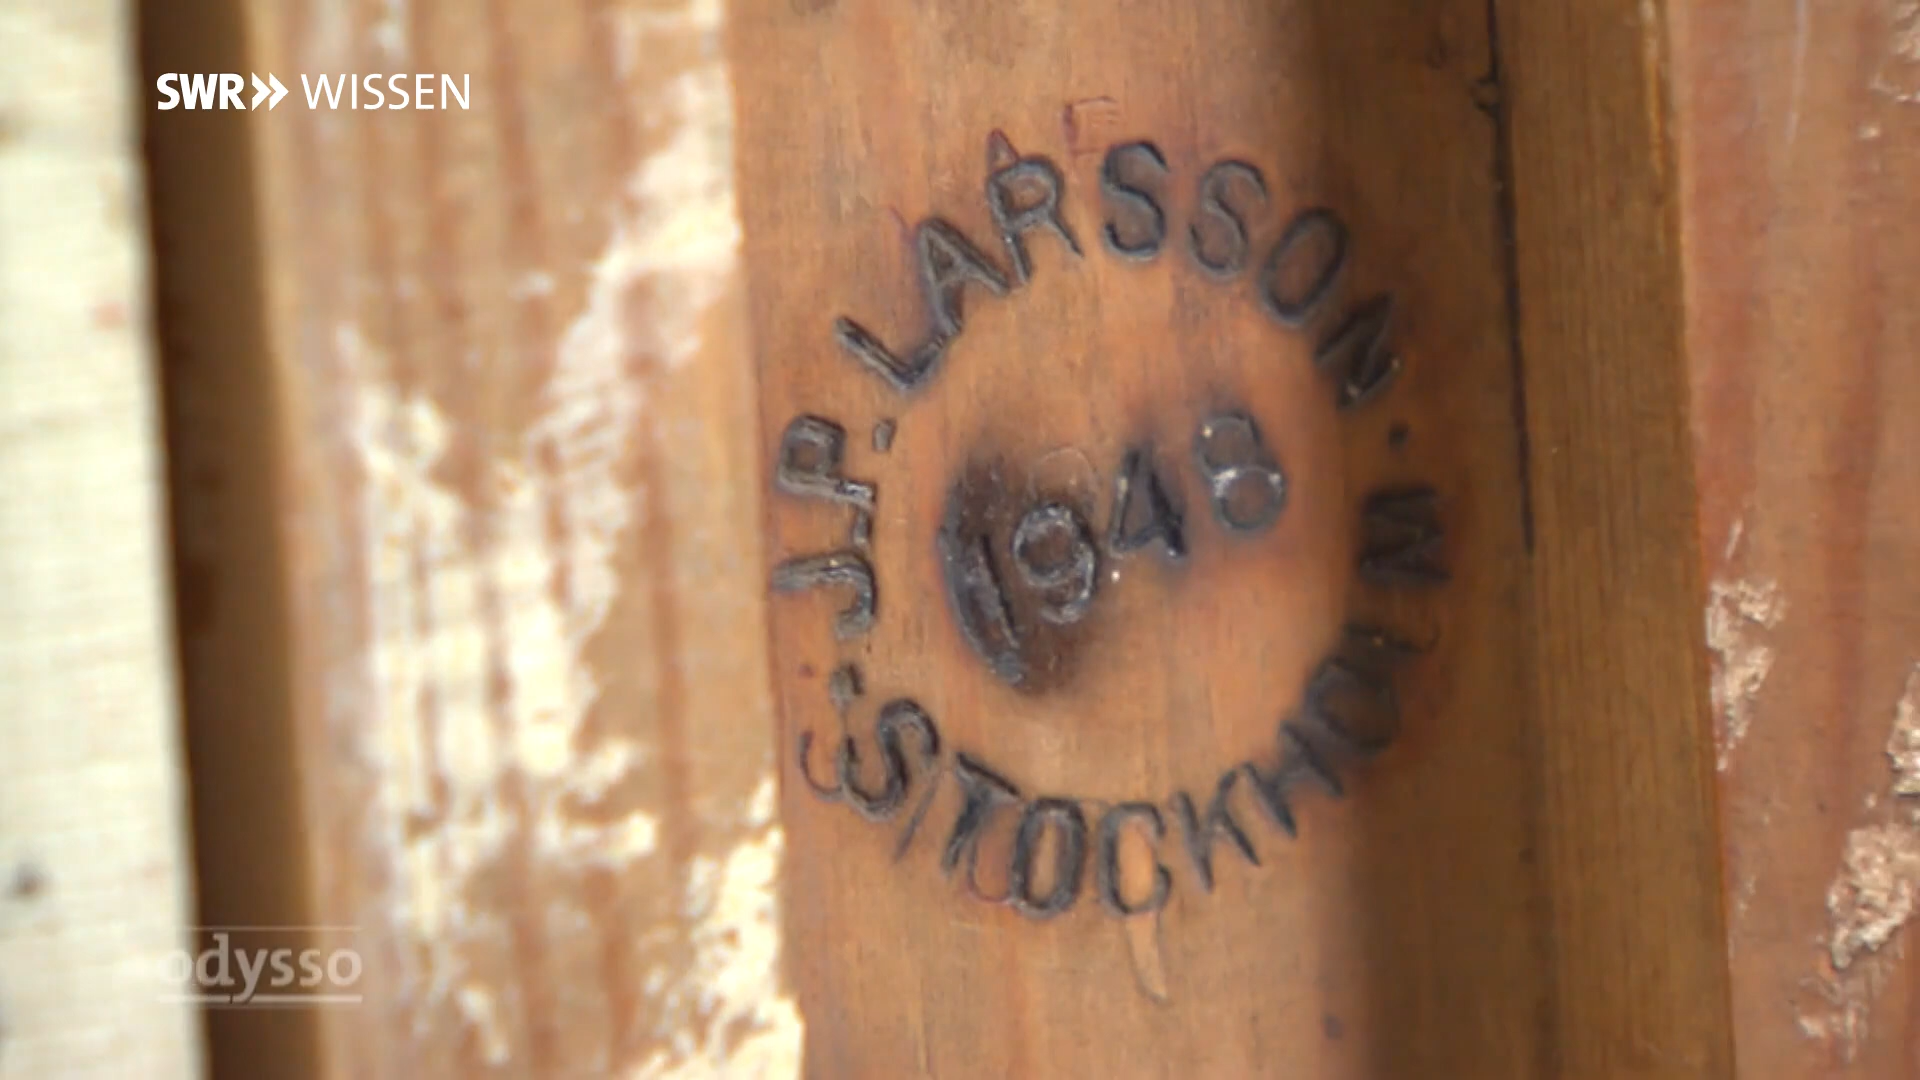 SWR» WISSEN
J.P. LARSSON.
1948
STOCKHOLM
odysso